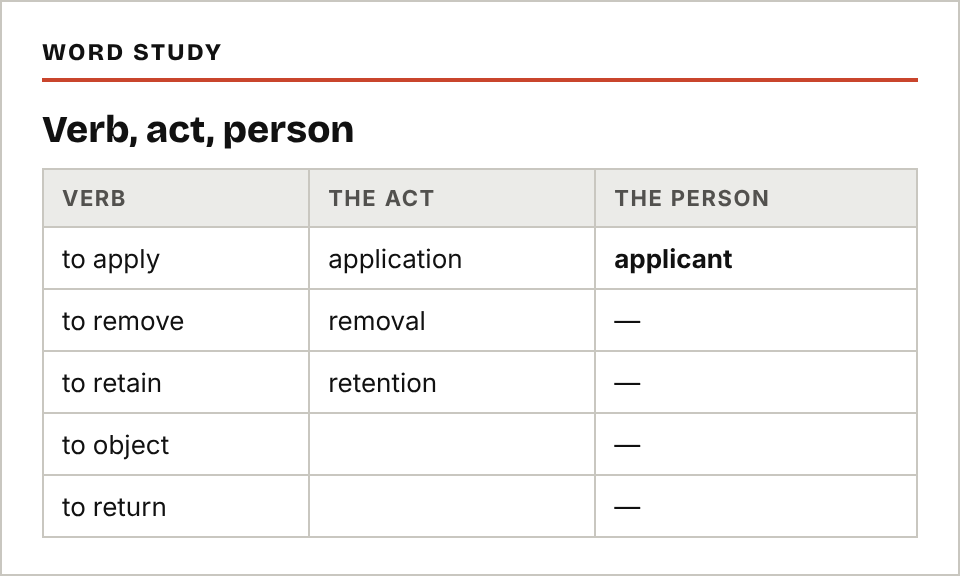 WORD STUDY
Verb, act, person
VERB THE ACT THE PERSON
to apply application applicant
to remove removal —
to retain retention —
to object —
to return —